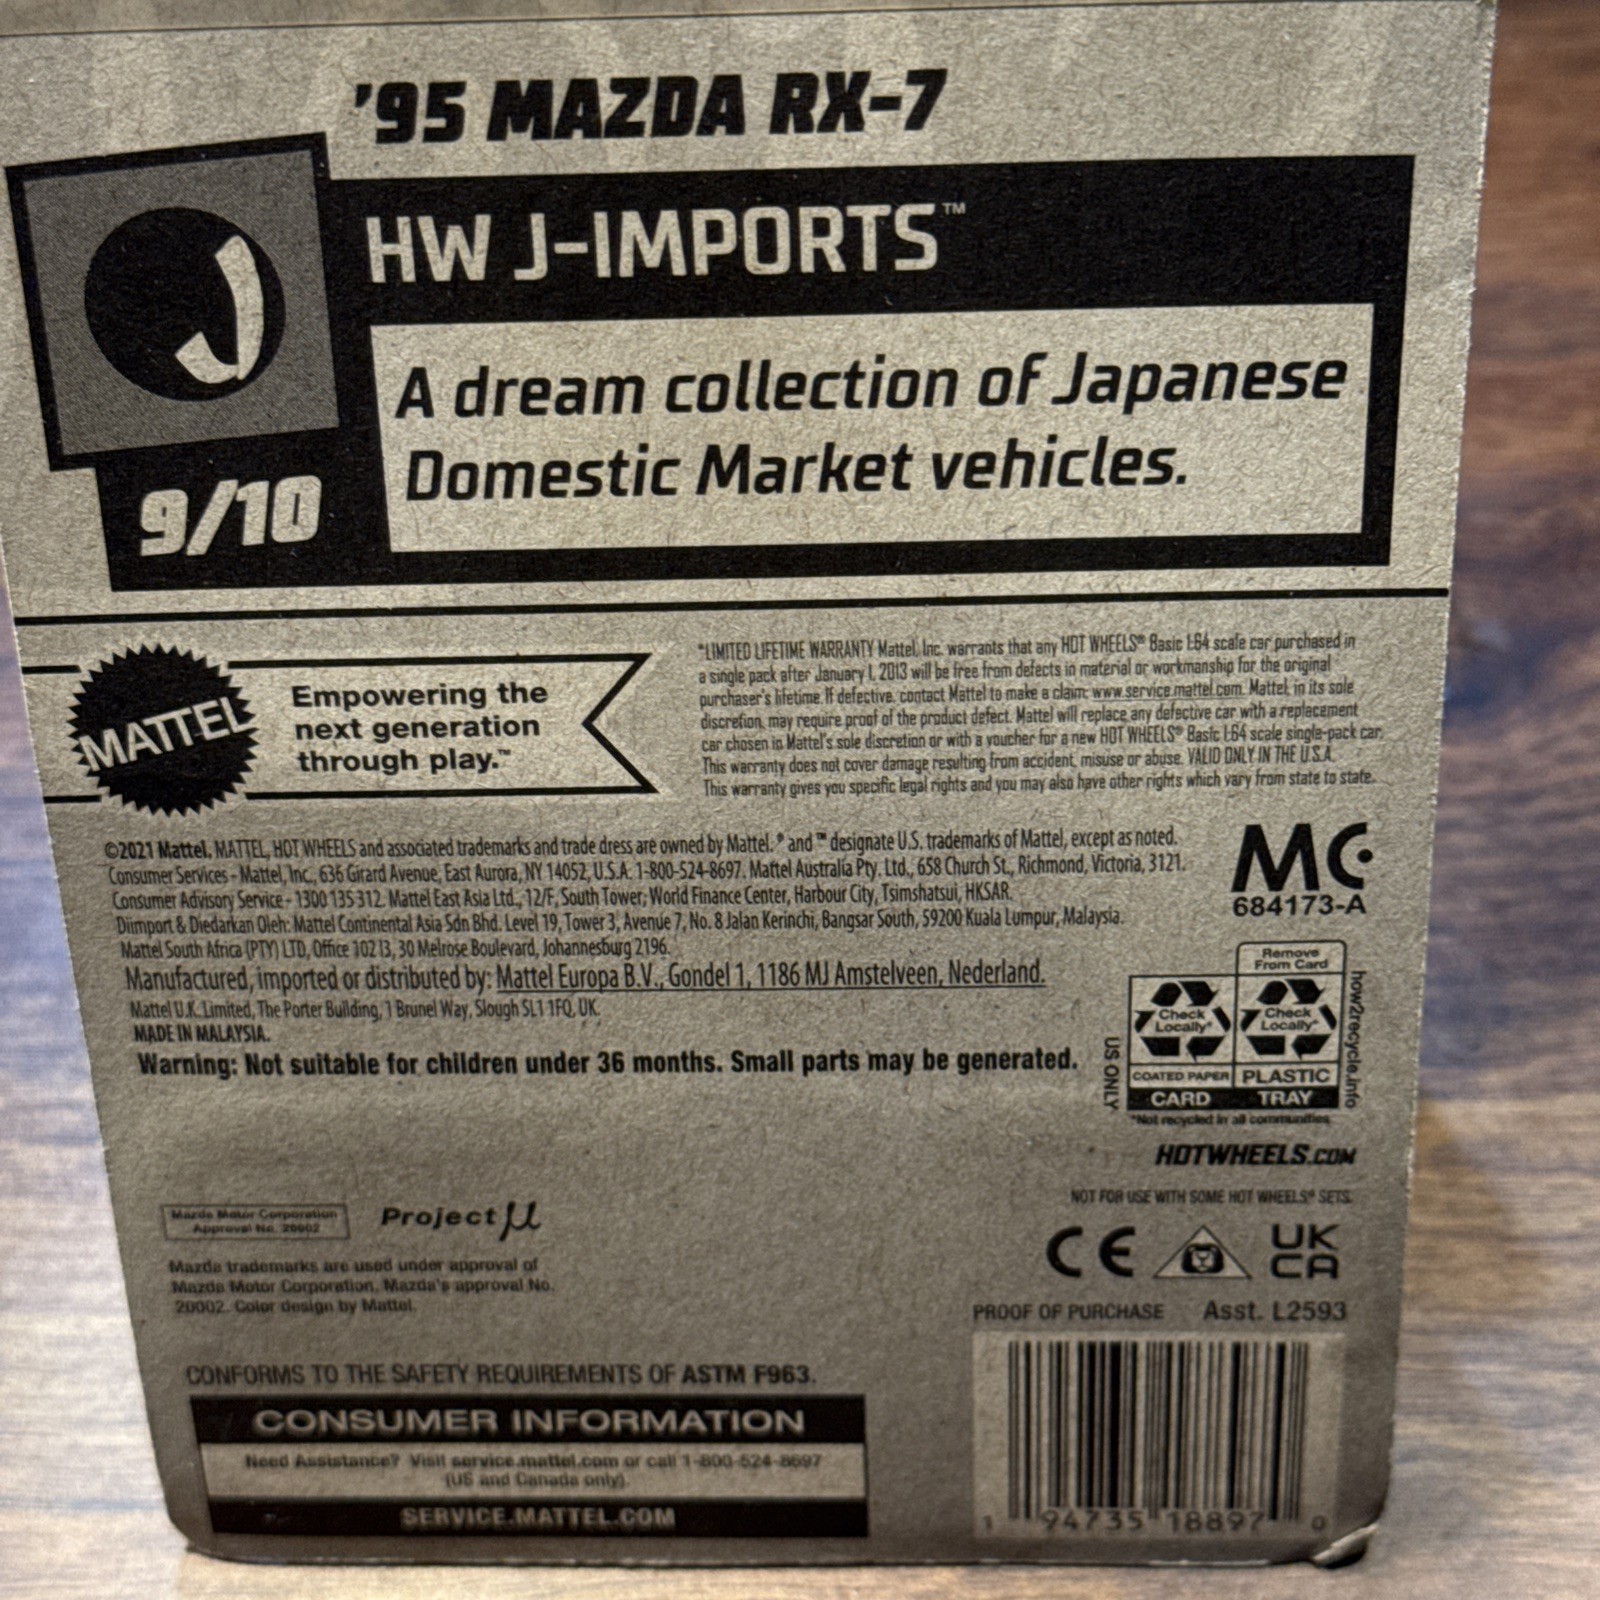 '95 MAZDA RX-7
HW J-IMPORTS™
J
A dream collection of Japanese
Domestic Market vehicles.
9/10
MATTEL
Empowering the
next generation
through play.™
*LIMITED LIFETIME WARRANTY Mattel, Inc. warrants that any HOT WHEELS® Basic 1:64 scale car purchased in
a single pack after January 1, 2013 will be free from defects in material or workmanship for the original
purchaser's lifetime. If defective, contact Mattel to make a claim: www.service.mattel.com. Mattel, in its sole
discretion, may require proof of the product defect. Mattel will replace any defective car with a replacement
car chosen in Mattel's sole discretion or with a voucher for a new HOT WHEELS® Basic 1:64 scale single-pack car.
This warranty does not cover damage resulting from accident, misuse or abuse. VALID ONLY IN THE U.S.A.
This warranty gives you specific legal rights and you may also have other rights which vary from state to state.
©2021 Mattel. MATTEL, HOT WHEELS and associated trademarks and trade dress are owned by Mattel. ® and ™ designate U.S. trademarks of Mattel, except as noted.
Consumer Services - Mattel, Inc., 636 Girard Avenue, East Aurora, NY 14052, U.S.A. 1-800-524-8697. Mattel Australia Pty. Ltd., 658 Church St., Richmond, Victoria, 3121.
Consumer Advisory Service - 1300 135 312. Mattel East Asia Ltd., 12/F, South Tower, World Finance Center, Harbour City, Tsimshatsui, HKSAR.
Diimport & Diedarkan Oleh: Mattel Continental Asia Sdn Bhd. Level 19, Tower 3, Avenue 7, No. 8 Jalan Kerinchi, Bangsar South, 59200 Kuala Lumpur, Malaysia.
Mattel South Africa (PTY) LTD, Office 102 I3, 30 Melrose Boulevard, Johannesburg 2196.
Manufactured, imported or distributed by: Mattel Europa B.V., Gondel 1, 1186 MJ Amstelveen, Nederland.
Mattel U.K. Limited, The Porter Building, 1 Brunel Way, Slough SL1 1FQ, UK.
MADE IN MALAYSIA.
Warning: Not suitable for children under 36 months. Small parts may be generated.
MC
684173-A
Remove
From Card
Check
Locally*
Check
Locally*
COATED PAPER
PLASTIC
CARD
TRAY
*Not recycled in all communities
US ONLY
how2recycle.info
HOTWHEELS.COM
NOT FOR USE WITH SOME HOT WHEELS® SETS.
CE
UK
CA
Mazda Motor Corporation
Approval No. 20002
Project μ
Mazda trademarks are used under approval of
Mazda Motor Corporation. Mazda's approval No.
20002. Color design by Mattel.
PROOF OF PURCHASE Asst. L2593
CONFORMS TO THE SAFETY REQUIREMENTS OF ASTM F963.
CONSUMER INFORMATION
Need Assistance? Visit service.mattel.com or call 1-800-524-8697
(US and Canada only).
SERVICE.MATTEL.COM
1 94735 18897 0